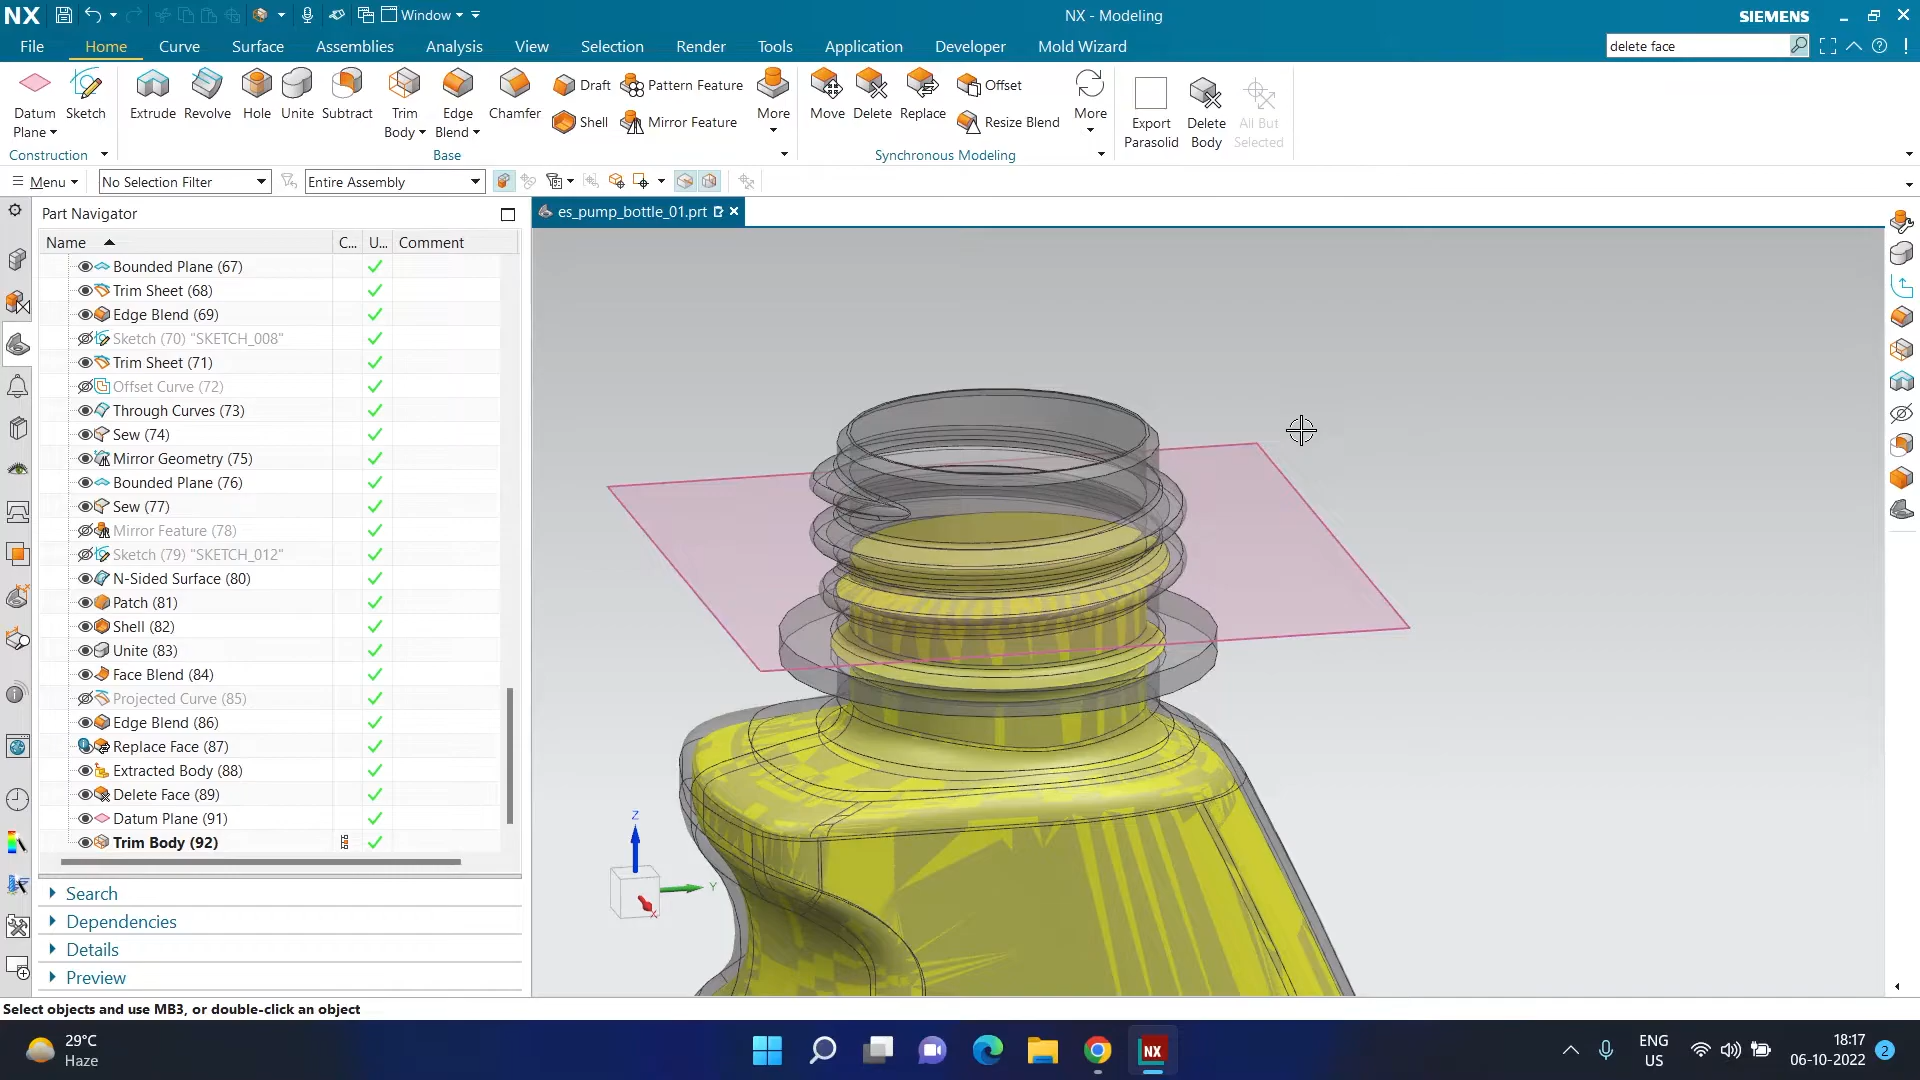 NX Window NX - Modeling SIEMENS
File Home Curve Surface Assemblies Analysis View Selection Render Tools Application Developer Mold Wizard delete face
Datum Plane Sketch Extrude Revolve Hole Unite Subtract Trim Body Edge Blend Chamfer Draft Shell Pattern Feature Mirror Feature More Move Delete Replace Offset Resize Blend More Export Parasolid Delete Body All But Selected
Construction Base Synchronous Modeling
Menu No Selection Filter Entire Assembly
Part Navigator es_pump_bottle_01.prt
Name C... U... Comment
Bounded Plane (67)
Trim Sheet (68)
Edge Blend (69)
Sketch (70) "SKETCH_008"
Trim Sheet (71)
Offset Curve (72)
Through Curves (73)
Sew (74)
Mirror Geometry (75)
Bounded Plane (76)
Sew (77)
Mirror Feature (78)
Sketch (79) "SKETCH_012"
N-Sided Surface (80)
Patch (81)
Shell (82)
Unite (83)
Face Blend (84)
Projected Curve (85)
Edge Blend (86)
Replace Face (87)
Extracted Body (88)
Delete Face (89)
Datum Plane (91)
Trim Body (92)
Z
Y
X
Search
Dependencies
Details
Preview
Select objects and use MB3, or double-click an object
29°C
Haze
NX
ENG
US
18:17
06-10-2022
2